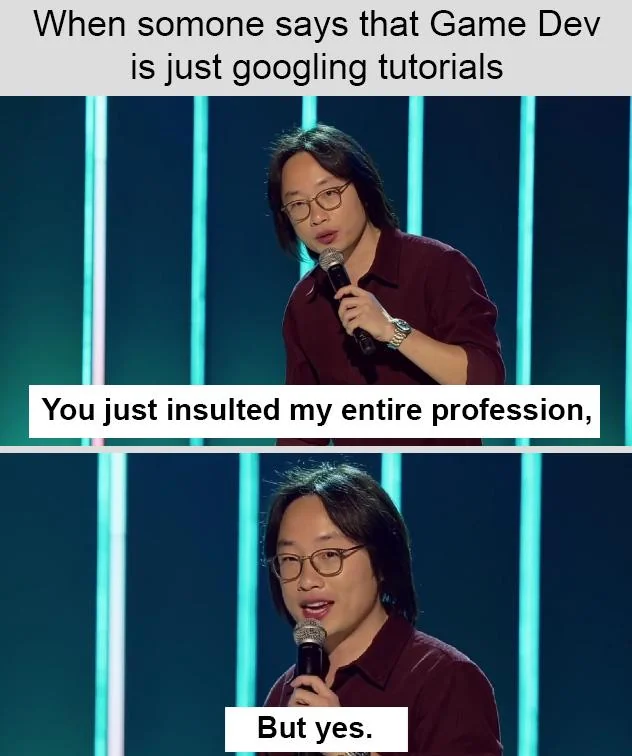 When somone says that Game Dev
is just googling tutorials
You just insulted my entire profession,
But yes.